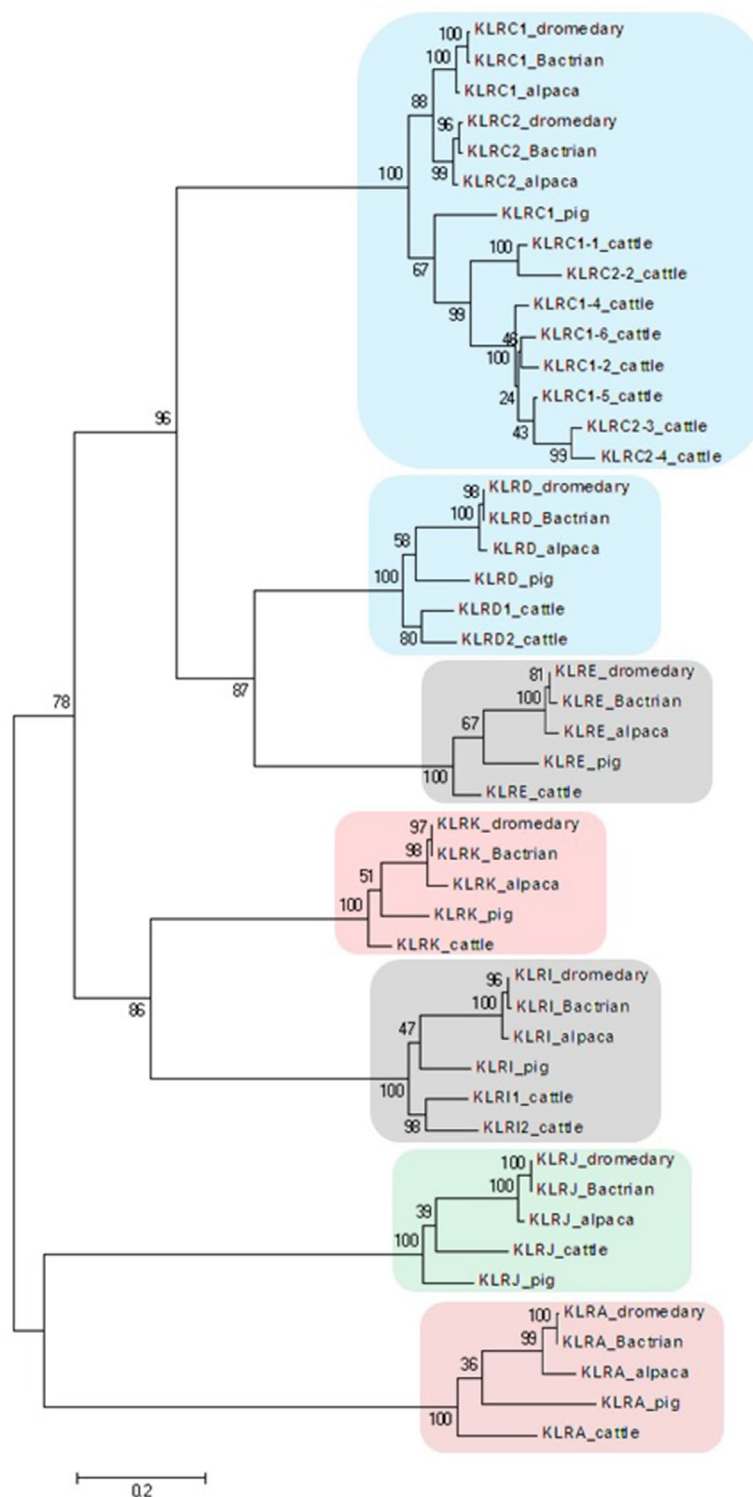 100
KLRC1_dromedary
100
KLRC1_Bactrian
KLRC1_alpaca
88
96
KLRC2_dromedary
KLRC2_Bactrian
99
KLRC2_alpaca
100
KLRC1_pig
67
100
KLRC1-1_cattle
KLRC2-2_cattle
99
KLRC1-4_cattle
46
KLRC1-6_cattle
100
KLRC1-2_cattle
24
KLRC1-5_cattle
43
KLRC2-3_cattle
99
KLRC2-4_cattle
96
98
KLRD_dromedary
100
KLRD_Bactrian
KLRD_alpaca
58
KLRD_pig
100
KLRD1_cattle
80
KLRD2_cattle
87
81
KLRE_dromedary
100
KLRE_Bactrian
KLRE_alpaca
67
KLRE_pig
100
KLRE_cattle
78
97
KLRK_dromedary
98
KLRK_Bactrian
KLRK_alpaca
51
KLRK_pig
100
KLRK_cattle
86
96
KLRI_dromedary
100
KLRI_Bactrian
KLRI_alpaca
47
KLRI_pig
100
KLRI1_cattle
98
KLRI2_cattle
100
KLRJ_dromedary
100
KLRJ_Bactrian
KLRJ_alpaca
39
KLRJ_cattle
100
KLRJ_pig
100
KLRA_dromedary
99
KLRA_Bactrian
KLRA_alpaca
36
KLRA_pig
100
KLRA_cattle
0.2